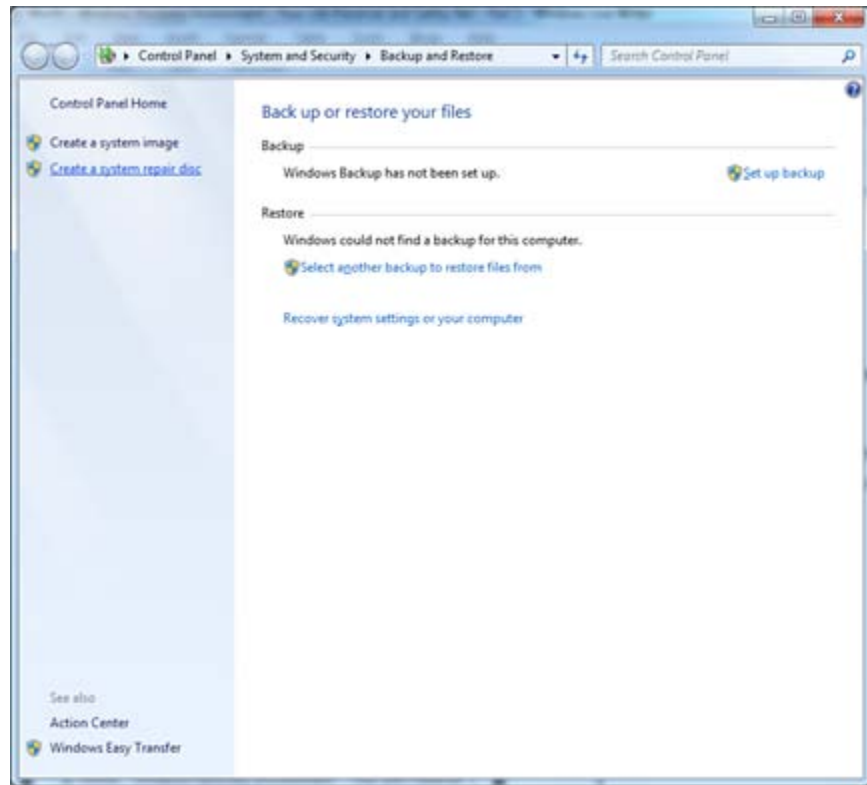 Control Panel ▸ System and Security ▸ Backup and Restore
Search Control Panel
Control Panel Home
Create a system image
Create a system repair disc
Back up or restore your files
Backup
Windows Backup has not been set up.
Set up backup
Restore
Windows could not find a backup for this computer.
Select another backup to restore files from
Recover system settings or your computer
See also
Action Center
Windows Easy Transfer